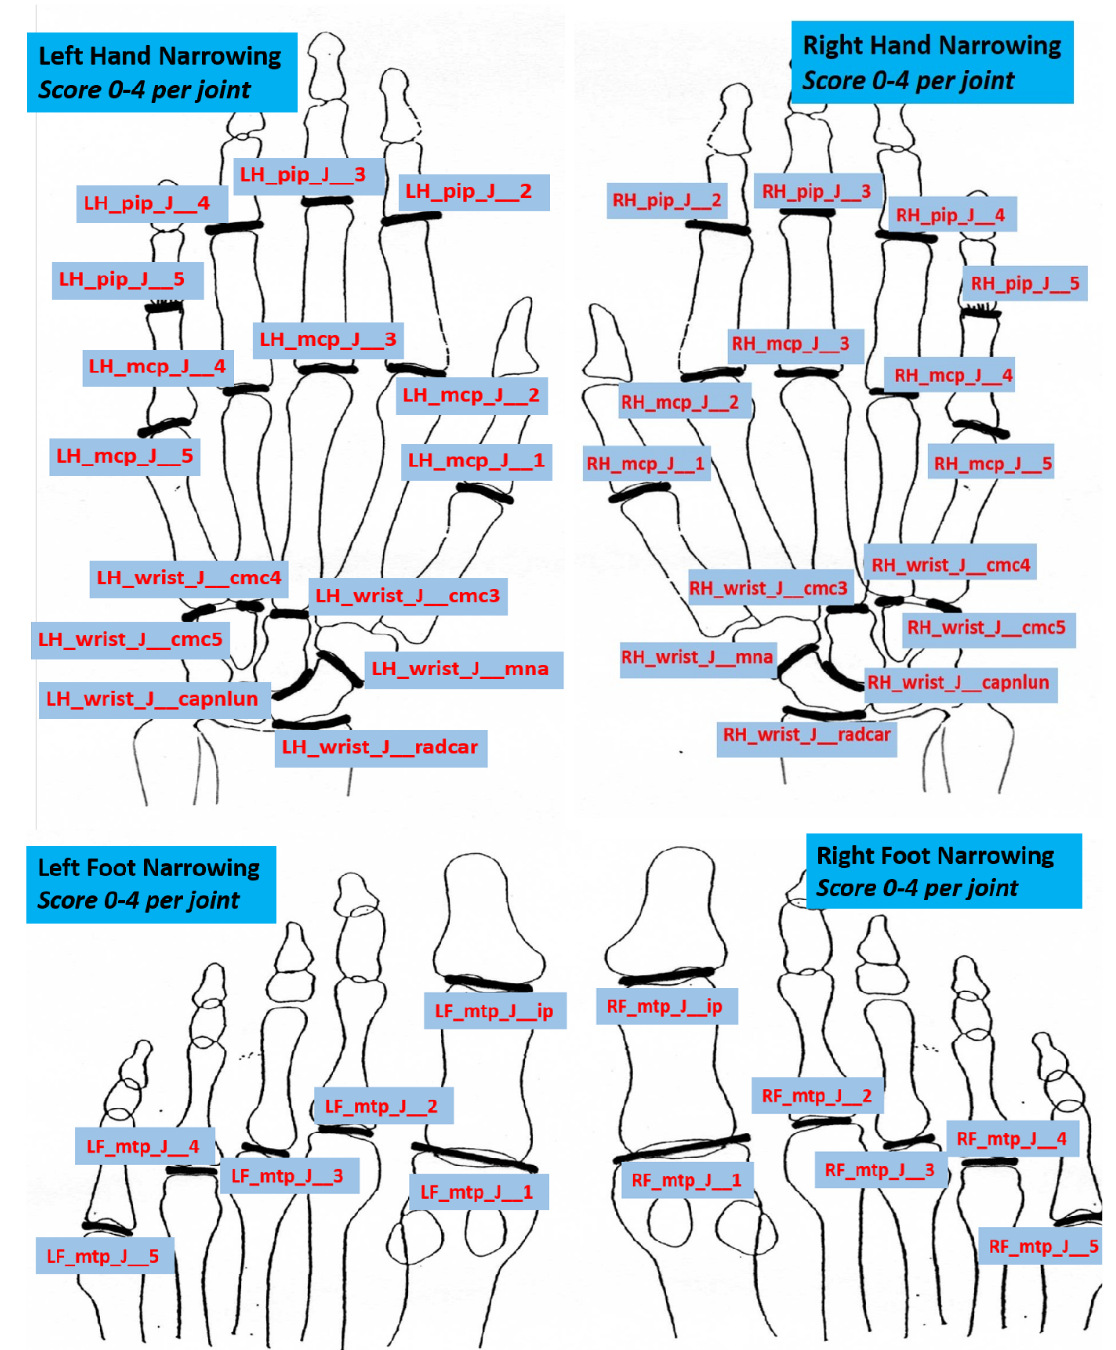 Left Hand Narrowing
Score 0-4 per joint
LH_pip_J__3
LH_pip_J__2
LH_pip_J__4
LH_pip_J__5
LH_mcp_J__3
LH_mcp_J__4
LH_mcp_J__2
LH_mcp_J__5
LH_mcp_J__1
LH_wrist_J__cmc4
LH_wrist_J__cmc3
LH_wrist_J__cmc5
LH_wrist_J__mna
LH_wrist_J__capnlun
LH_wrist_J__radcar
Right Hand Narrowing
Score 0-4 per joint
RH_pip_J__3
RH_pip_J__2
RH_pip_J__4
RH_pip_J__5
RH_mcp_J__3
RH_mcp_J__4
RH_mcp_J__2
RH_mcp_J__1
RH_mcp_J__5
RH_wrist_J__cmc4
RH_wrist_J__cmc3
RH_wrist_J__cmc5
RH_wrist_J__mna
RH_wrist_J__capnlun
RH_wrist_J__radcar
Left Foot Narrowing
Score 0-4 per joint
LF_mtp_J__ip
LF_mtp_J__2
LF_mtp_J__4
LF_mtp_J__3
LF_mtp_J__1
LF_mtp_J__5
Right Foot Narrowing
Score 0-4 per joint
RF_mtp_J__ip
RF_mtp_J__2
RF_mtp_J__4
RF_mtp_J__3
RF_mtp_J__1
RF_mtp_J__5